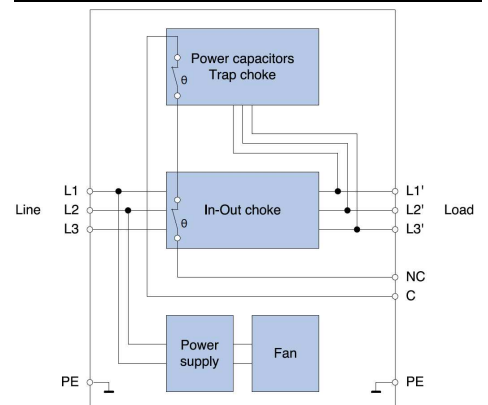 Power capacitors
Trap choke
θ
L1
L1'
Line
L2
In-Out choke
L2'
Load
L3
θ
L3'
NC
C
Power
supply
Fan
PE
PE